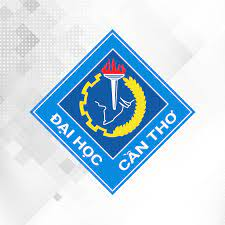 ĐẠI HỌC
CẦN THƠ